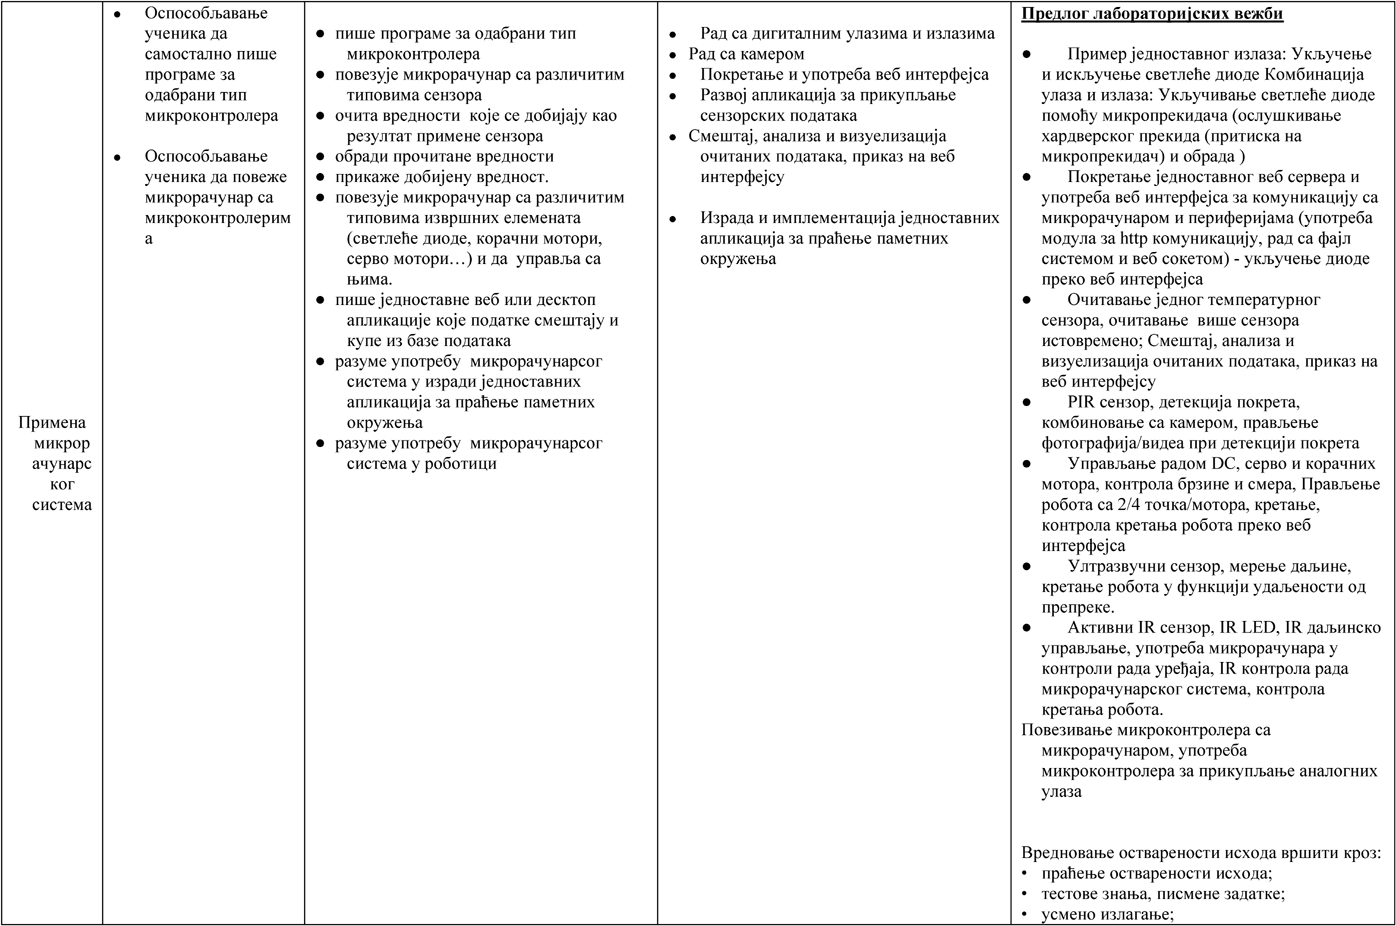 Примена
микрор
ачунарс
ког
система
● Оспособљавање
ученика да
самостално пише
програме за
одабрани тип
микроконтролера
● Оспособљавање
ученика да повеже
микрорачунар са
микроконтролерим
а
● пише програме за одабрани тип
микроконтролера
● повезује микрорачунар са различитим
типовима сензора
● очита вредности које се добијају као
резултат примене сензора
● обради прочитане вредности
● прикаже добијену вредност.
● повезује микрорачунар са различитим
типовима извршних елемената
(светлеће диоде, корачни мотори,
серво мотори…) и да управља са
њима.
● пише једноставне веб или десктоп
апликације које податке смештају и
купе из базе података
● разуме употребу микрорачунарсог
система у изради једноставних
апликација за праћење паметних
окружења
● разуме употребу микрорачунарсог
система у роботици
● Рад са дигиталним улазима и излазима
● Рад са камером
● Покретање и употреба веб интерфејса
● Развој апликација за прикупљање
сензорских података
● Смештај, анализа и визуелизација
очитаних података, приказ на веб
интерфејсу
● Израда и имплементација једноставних
апликација за праћење паметних
окружења
Предлог лабораторијских вежби
● Пример једноставног излаза: Укључење
и искључење светлеће диоде Комбинација
улаза и излаза: Укључивање светлеће диоде
помоћу микропрекидача (ослушкивање
хардверског прекида (притиска на
микропрекидач) и обрада )
● Покретање једноставног веб сервера и
употреба веб интерфејса за комуникацију са
микрорачунаром и периферијама (употреба
модула за http комуникацију, рад са фајл
системом и веб сокетом) - укључење диоде
преко веб интерфејса
● Очитавање једног температурног
сензора, очитавање више сензора
истовремено; Смештај, анализа и
визуелизација очитаних података, приказ на
веб интерфејсу
● PIR сензор, детекција покрета,
комбиновање са камером, прављење
фотографија/видеа при детекцији покрета
● Управљање радом DC, серво и корачних
мотора, контрола брзине и смера, Прављење
робота са 2/4 точка/мотора, кретање,
контрола кретања робота преко веб
интерфејса
● Ултразвучни сензор, мерење даљине,
кретање робота у функцији удаљености од
препреке.
● Активни IR сензор, IR LED, IR даљинско
управљање, употреба микрорачунара у
контроли рада уређаја, IR контрола рада
микрорачунарског система, контрола
кретања робота.
Повезивање микроконтролера са
микрорачунаром, употреба
микроконтролера за прикупљање аналогних
улаза
Вредновање остварености исхода вршити кроз:
• праћење остварености исхода;
• тестове знања, писмене задатке;
• усмено излагање;